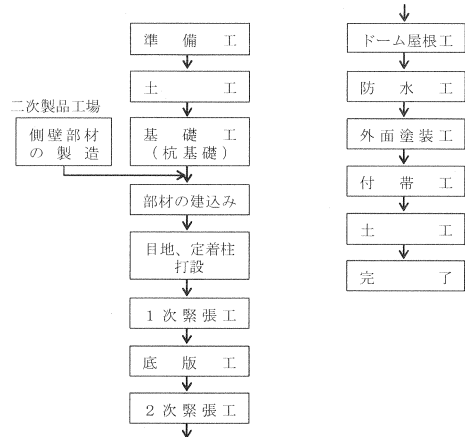 準備工
土工
二次製品工場
側壁部材
の製造
基礎工
(杭基礎)
部材の建込み
目地、定着柱
打設
1次緊張工
底版工
2次緊張工
ドーム屋根工
防水工
外面塗装工
付帯工
土工
完了